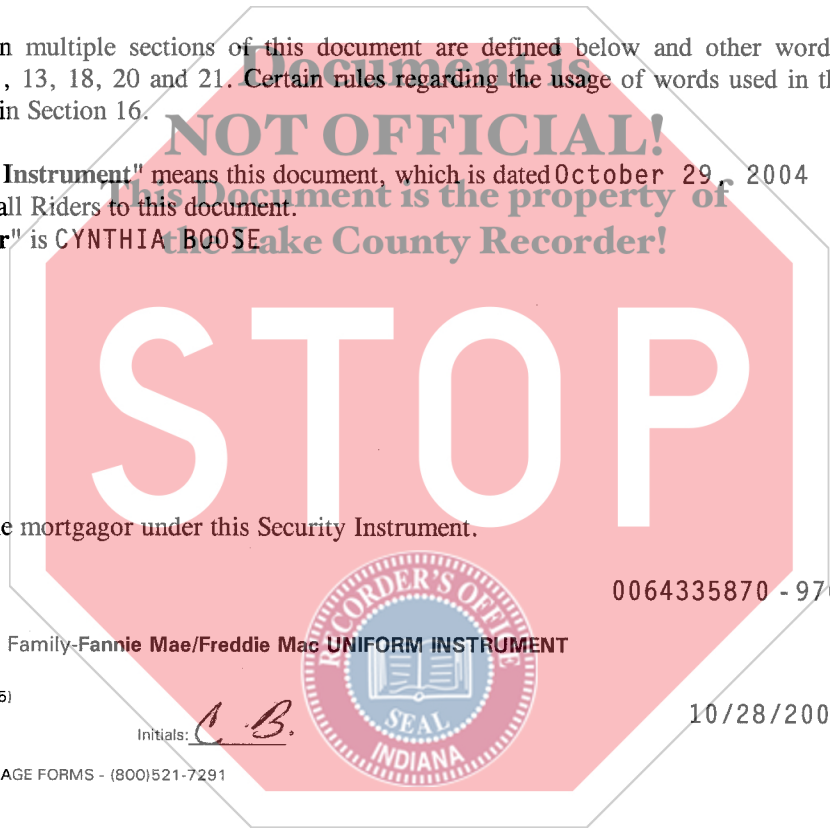 n multiple sections of this document are defined below and other word
Document is
, 13, 18, 20 and 21. Certain rules regarding the usage of words used in th
in Section 16.
NOT OFFICIAL!
Instrument" means this document, which is dated October 29, 2004
This Document is the property of
all Riders to this document.
r" is CYNTHIA BOOSE
the Lake County Recorder!
STOP
e mortgagor under this Security Instrument.
RECORDER'S OFFICE
0064335870 - 970
Family-Fannie Mae/Freddie Mac UNIFORM INSTRUMENT
5)
SEAL
Initials: C. B.
10/28/200
INDIANA
AGE FORMS - (800)521-7291